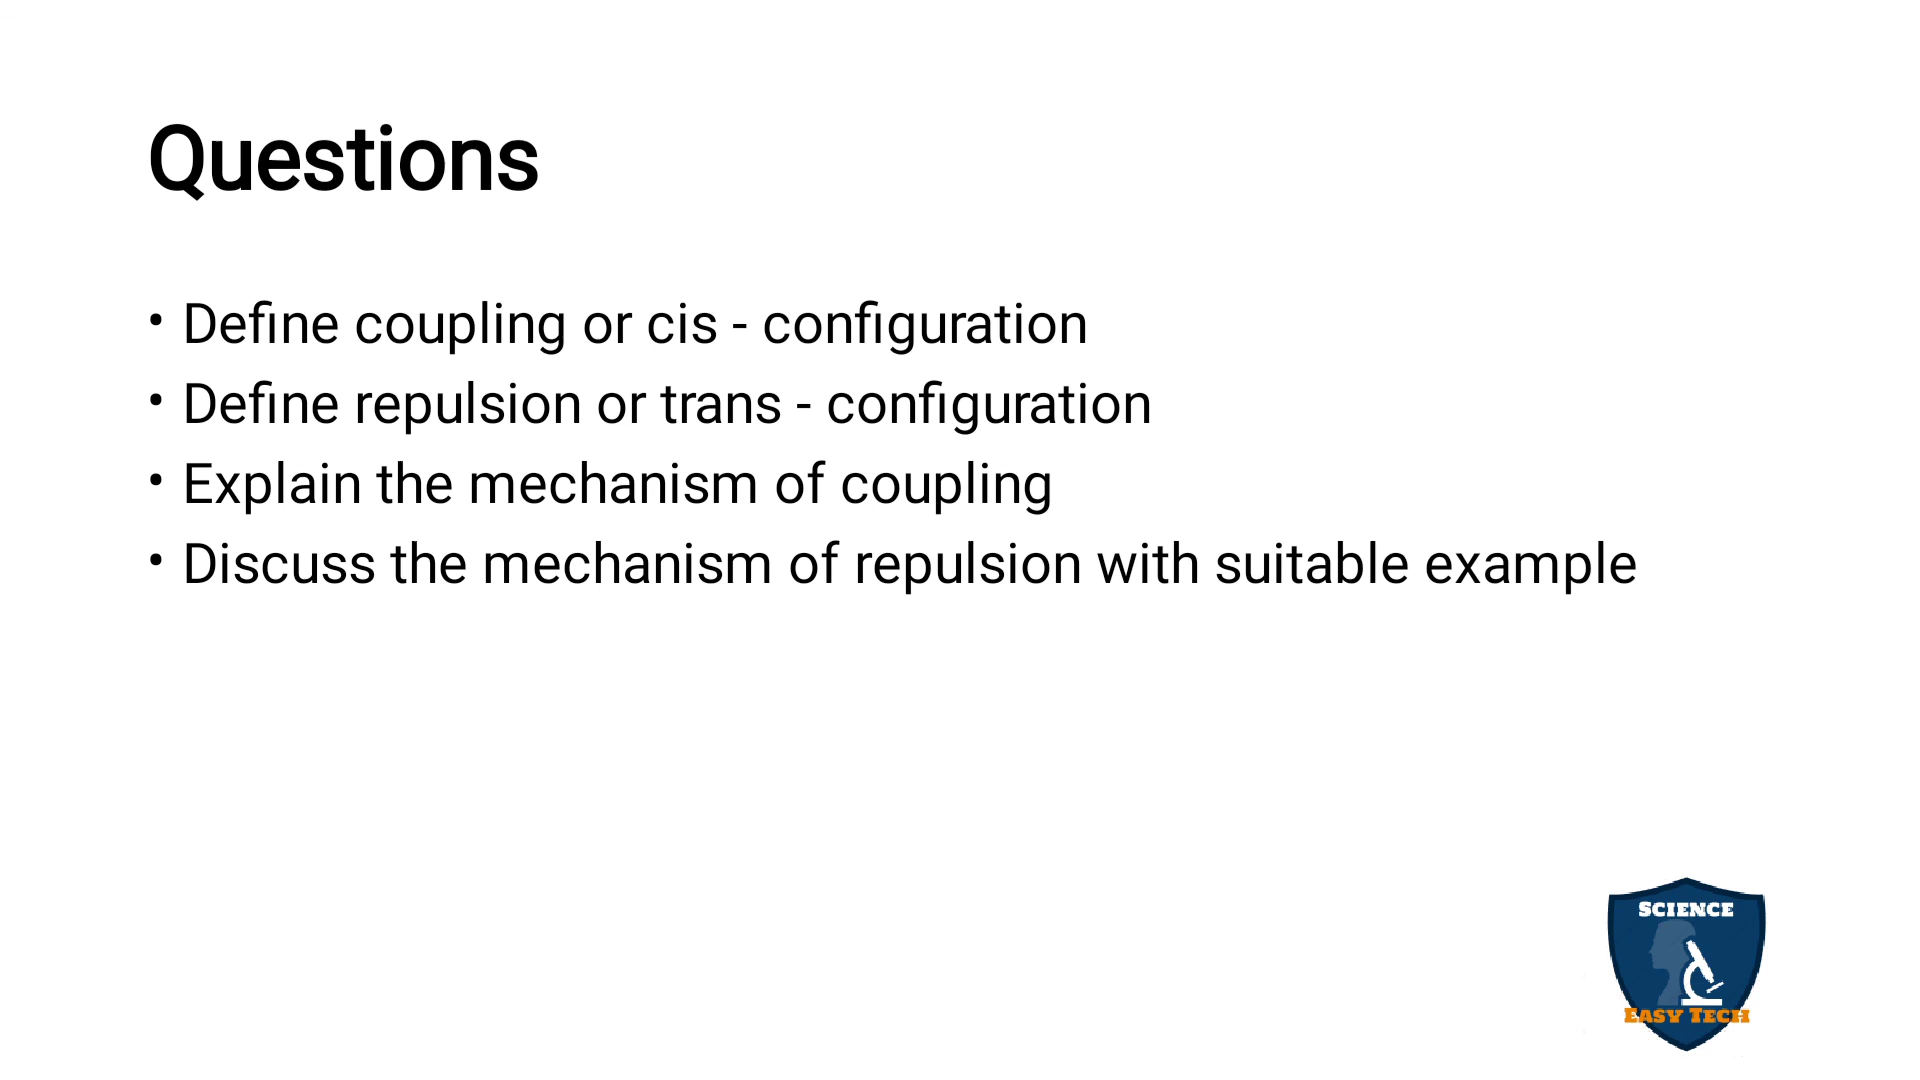 Questions
• Define coupling or cis - configuration
• Define repulsion or trans - configuration
• Explain the mechanism of coupling
• Discuss the mechanism of repulsion with suitable example
SCIENCE
EASY TECH